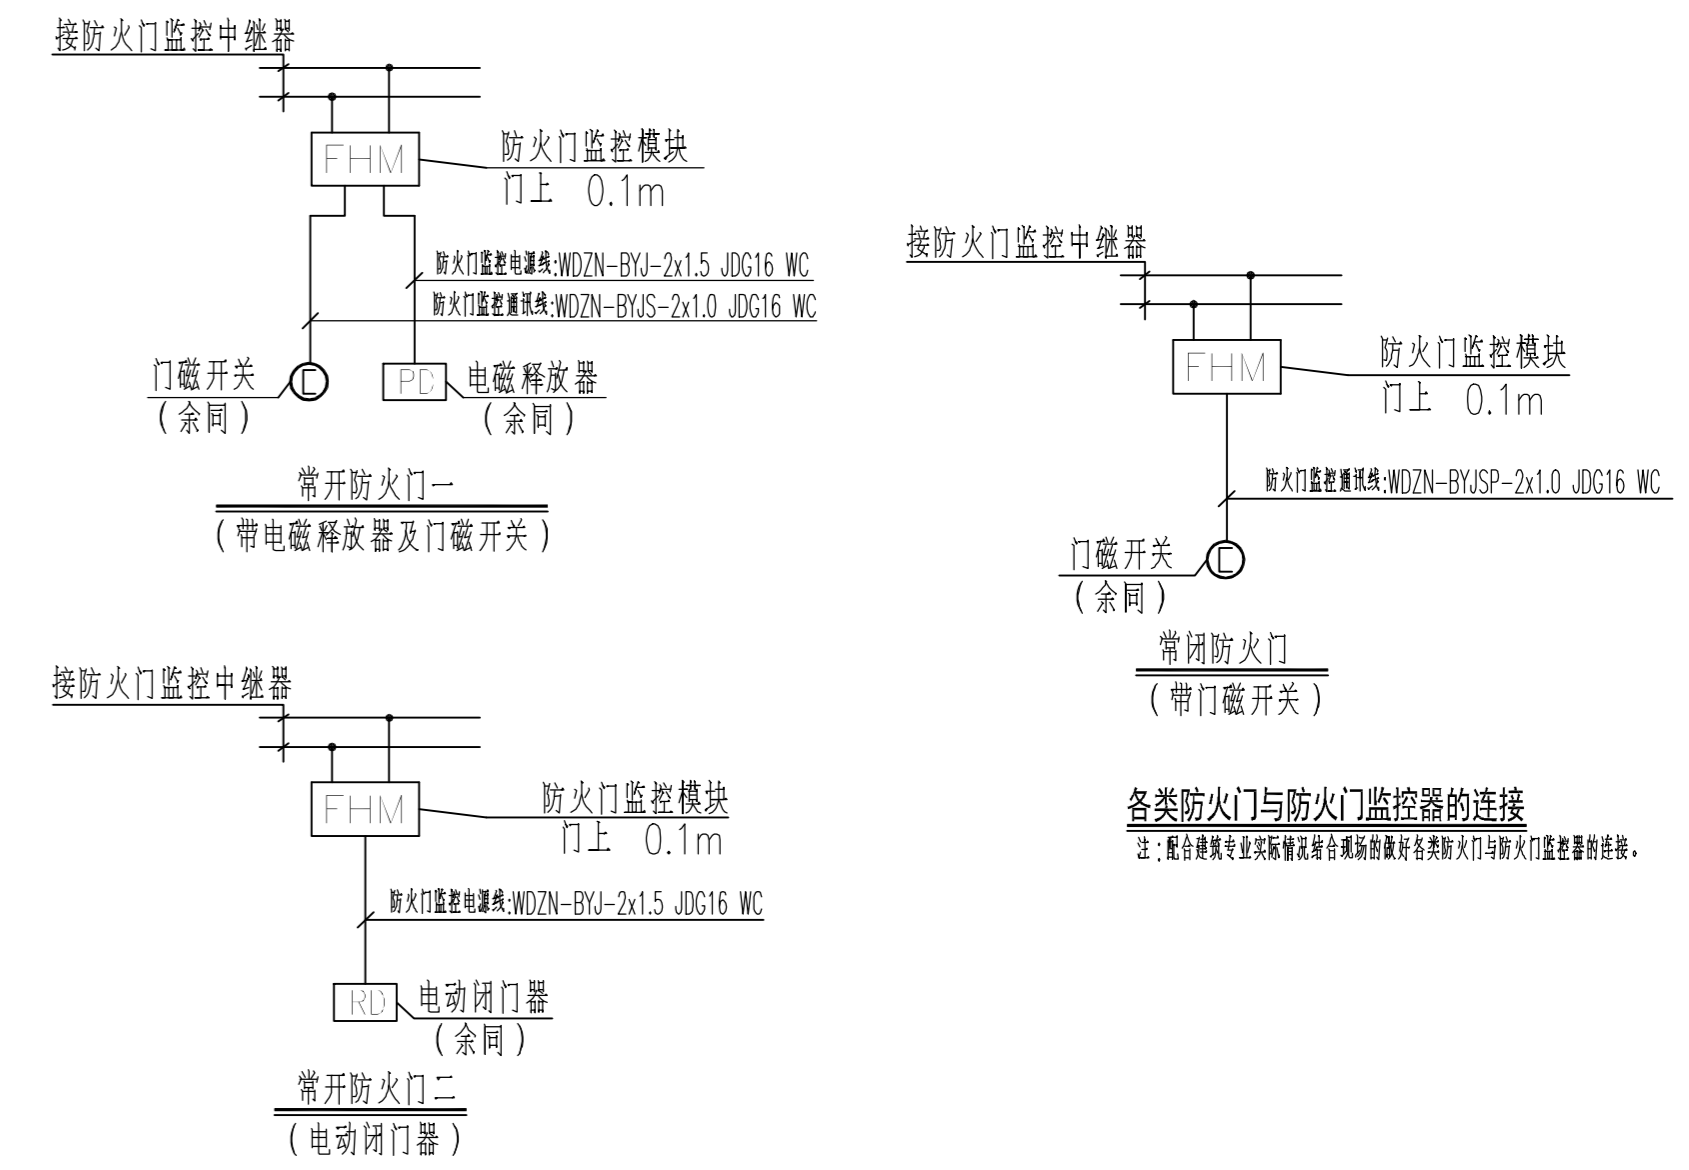 接防火门监控中继器
FHM
防火门监控模块
门上 0.1m
防火门监控电源线:WDZN-BYJ-2x1.5 JDG16 WC
防火门监控通讯线:WDZN-BYJS-2x1.0 JDG16 WC
门磁开关
(余同)
PD
电磁释放器
(余同)
常开防火门一
(带电磁释放器及门磁开关)
接防火门监控中继器
FHM
防火门监控模块
门上 0.1m
防火门监控通讯线:WDZN-BYJSP-2x1.0 JDG16 WC
门磁开关
(余同)
常闭防火门
(带门磁开关)
接防火门监控中继器
FHM
防火门监控模块
门上 0.1m
防火门监控电源线:WDZN-BYJ-2x1.5 JDG16 WC
RD
电动闭门器
(余同)
常开防火门二
(电动闭门器)
各类防火门与防火门监控器的连接
注:配合建筑专业实际情况结合现场的做好各类防火门与防火门监控器的连接。